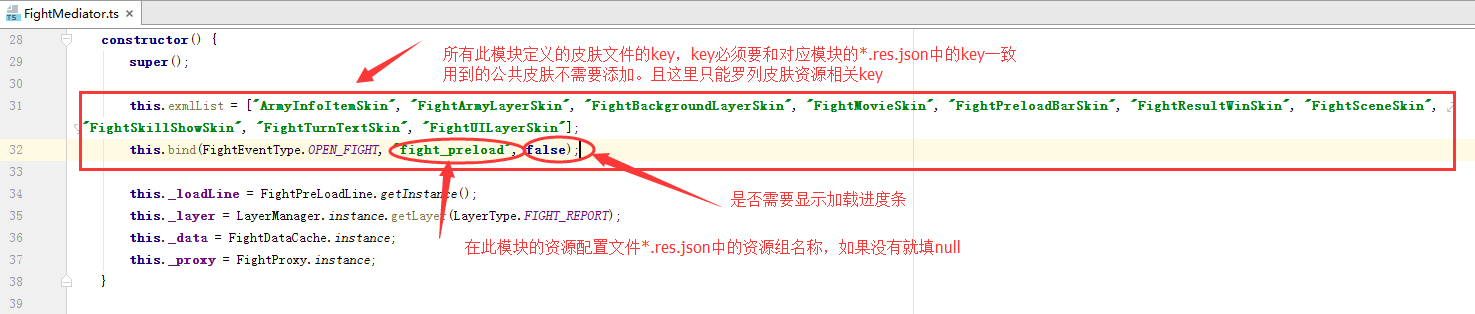 FightMediator.ts ×
28 constructor() {
29 super();
30
所有此模块定义的皮肤文件的key，key必须要和对应模块的*.res.json中的key一致
用到的公共皮肤不需要添加。且这里只能罗列皮肤资源相关key
31 this.exmlList = ["ArmyInfoItemSkin", "FightArmyLayerSkin", "FightBackgroundLayerSkin", "FightMovieSkin", "FightPreloadBarSkin", "FightResultWinSkin", "FightSceneSkin",
"FightSkillShowSkin", "FightTurnTextSkin", "FightUILayerSkin"];
32 this.bind(FightEventType.OPEN_FIGHT, "fight_preload", false);
33
34 this._loadLine = FightPreLoadLine.getInstance();
是否需要显示加载进度条
35 this._layer = LayerManager.instance.getLayer(LayerType.FIGHT_REPORT);
36 this._data = FightDataCache.instance;
在此模块的资源配置文件*.res.json中的资源组名称，如果没有就填null
37 this._proxy = FightProxy.instance;
38 }
39